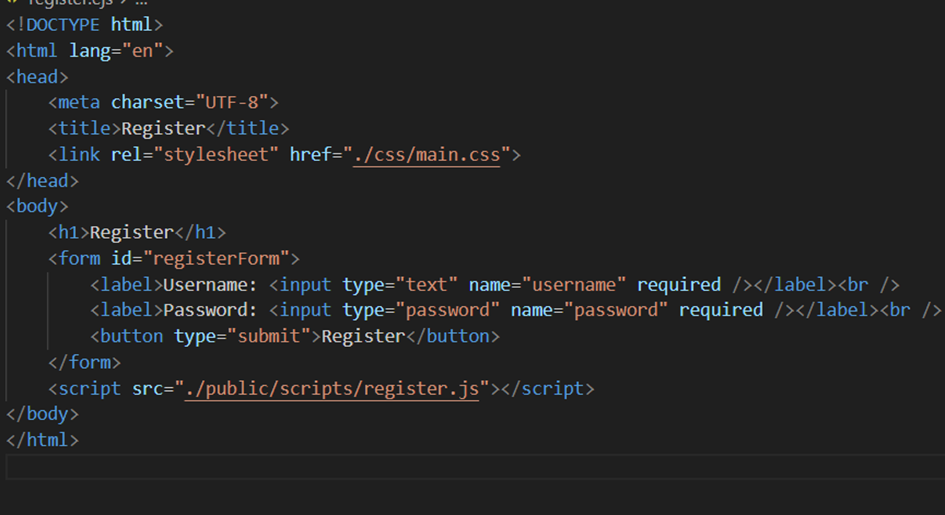 register.ejs > ...
<!DOCTYPE html>
<html lang="en">
<head>
    <meta charset="UTF-8">
    <title>Register</title>
    <link rel="stylesheet" href="./css/main.css">
</head>
<body>
    <h1>Register</h1>
    <form id="registerForm">
        <label>Username: <input type="text" name="username" required /></label><br />
        <label>Password: <input type="password" name="password" required /></label><br />
        <button type="submit">Register</button>
    </form>
    <script src="./public/scripts/register.js"></script>
</body>
</html>